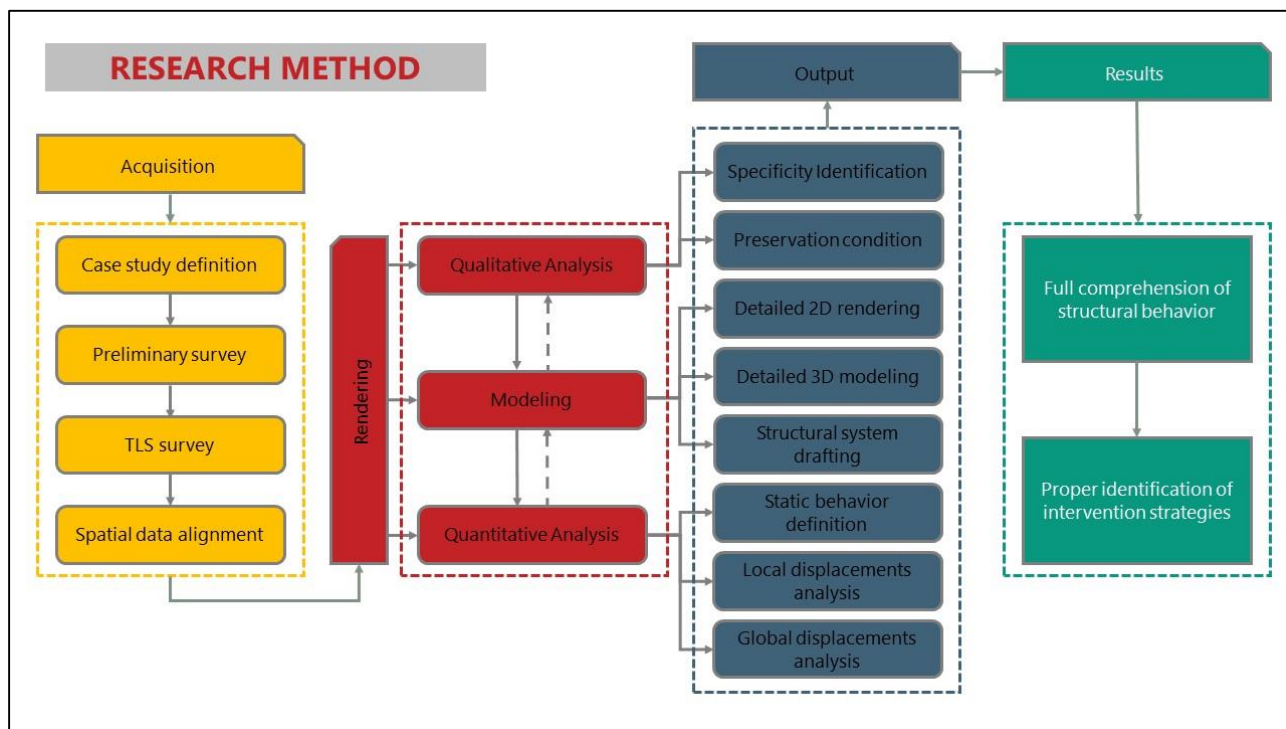 RESEARCH METHOD
Acquisition
Case study definition
Preliminary survey
TLS survey
Spatial data alignment
Rendering
Qualitative Analysis
Modeling
Quantitative Analysis
Output
Specificity Identification
Preservation condition
Detailed 2D rendering
Detailed 3D modeling
Structural system
drafting
Static behavior
definition
Local displacements
analysis
Global displacements
analysis
Results
Full comprehension of
structural behavior
Proper identification of
intervention strategies